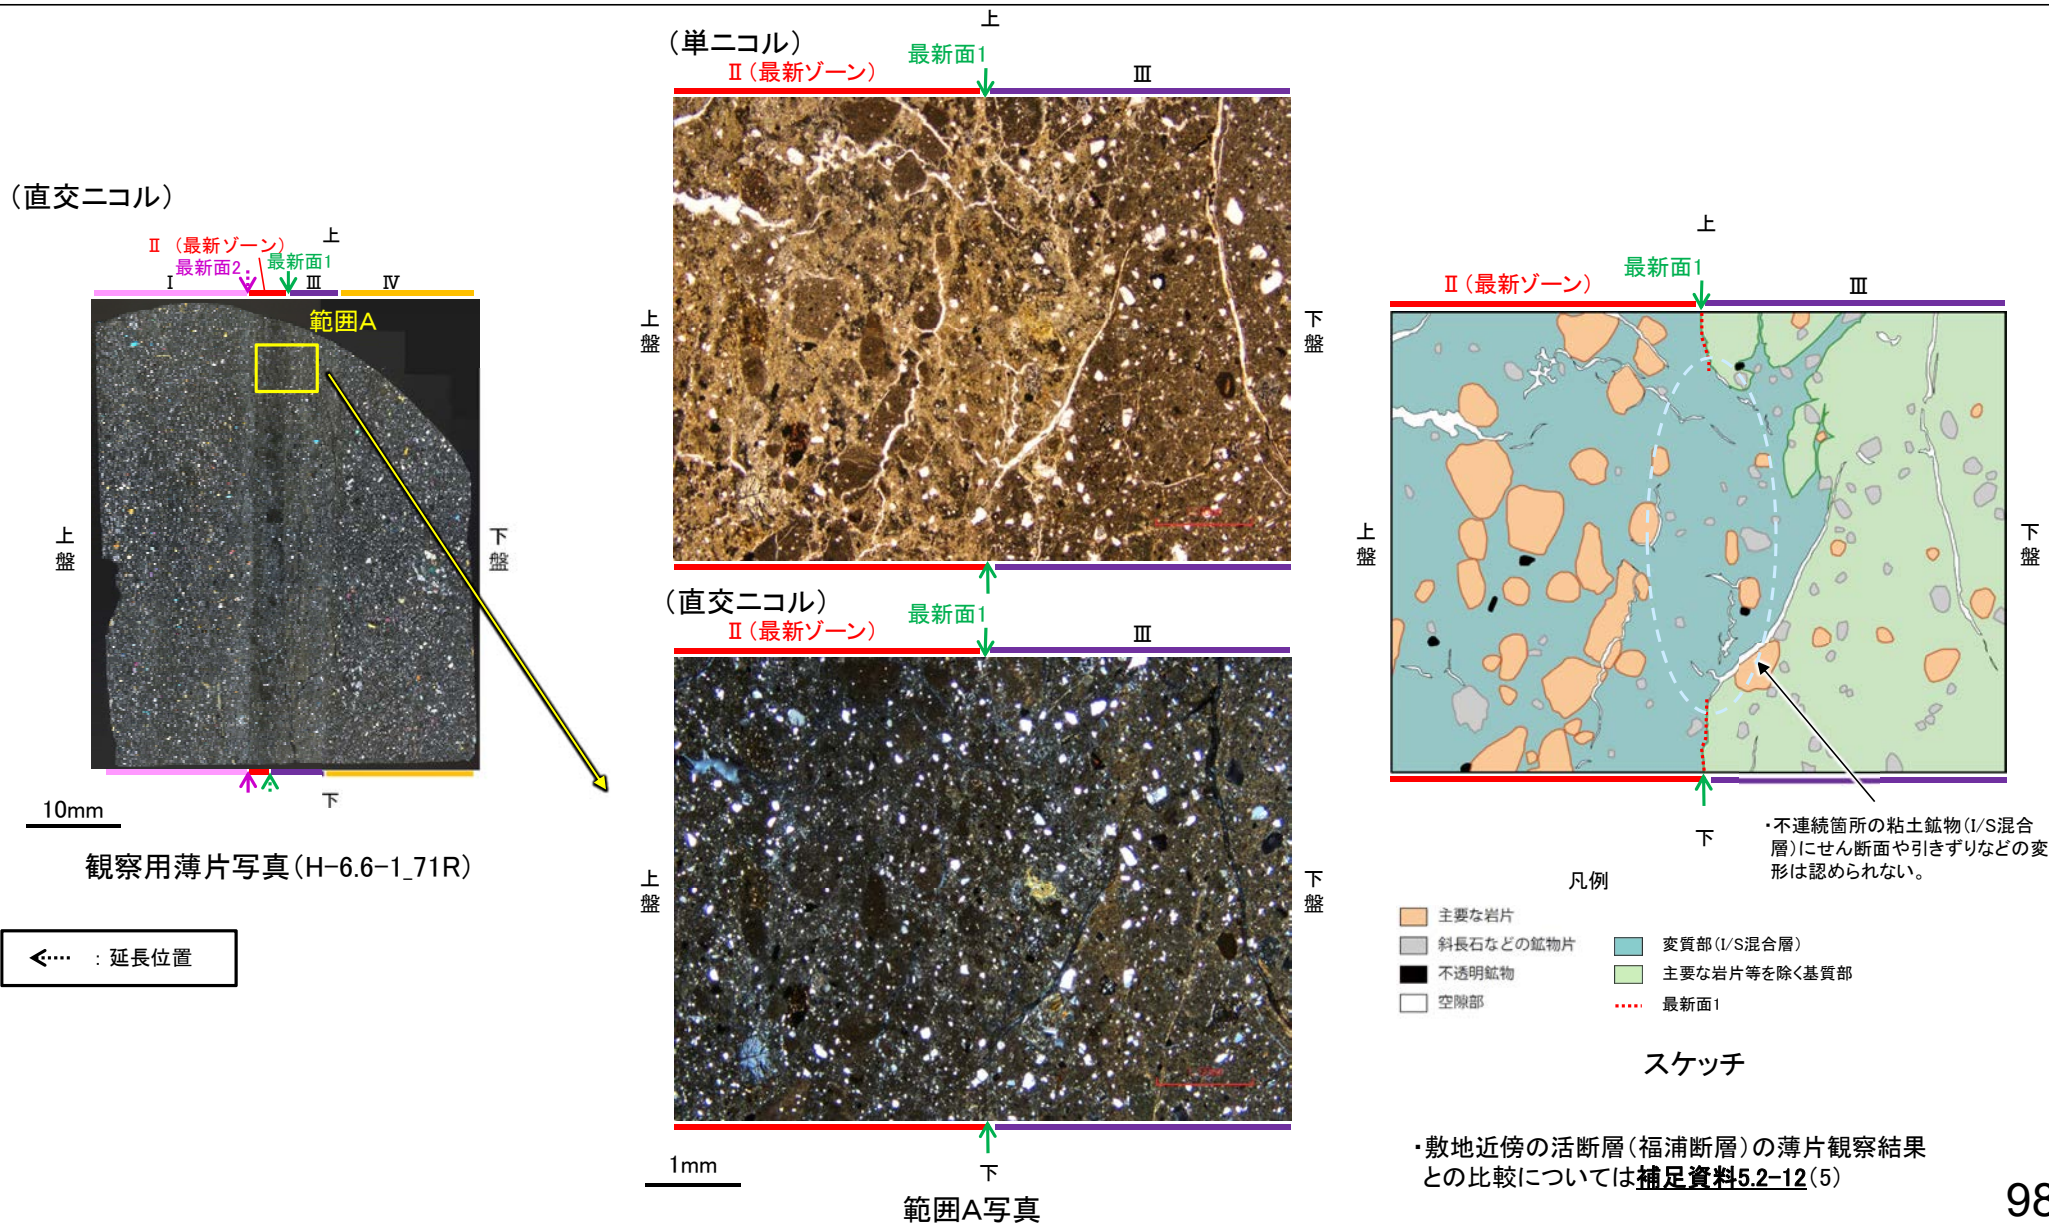 （直交ニコル）
Ⅱ （最新ゾーン）
上
最新面2
最新面1
Ⅰ
Ⅲ
Ⅳ
範囲A
上盤
下盤
下
10mm
観察用薄片写真（H-6.6-1_71R）
：延長位置
（単ニコル）
上
最新面1
Ⅱ（最新ゾーン）
Ⅲ
上盤
下盤
（直交ニコル）
最新面1
Ⅱ（最新ゾーン）
Ⅲ
上盤
下盤
下
1mm
範囲A写真
上
最新面1
Ⅱ（最新ゾーン）
Ⅲ
上盤
下盤
下
・不連続箇所の粘土鉱物(I/S混合
層)にせん断面や引きずりなどの変
形は認められない。
凡例
主要な岩片
斜長石などの鉱物片
不透明鉱物
空隙部
変質部(I/S混合層)
主要な岩片等を除く基質部
最新面1
スケッチ
・敷地近傍の活断層（福浦断層）の薄片観察結果
との比較については補足資料5.2-12(5)
98